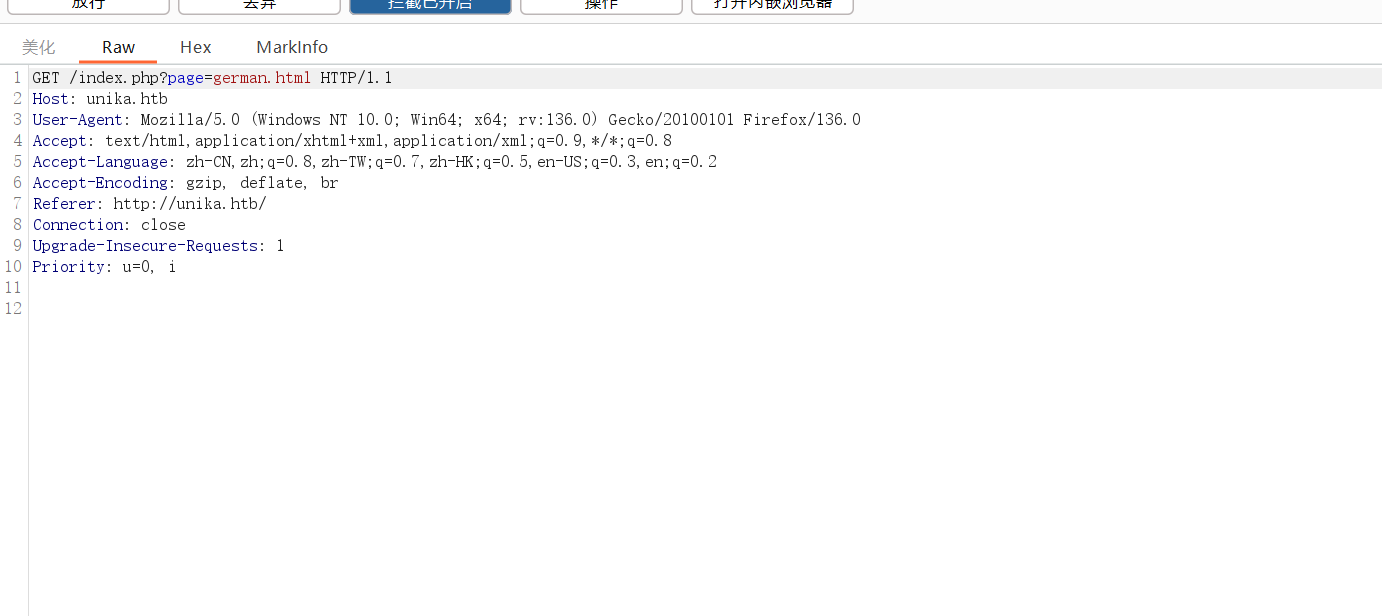 放行 丢弃 拦截已开启 操作 打开内嵌浏览器
美化 Raw Hex MarkInfo
1 GET /index.php?page=german.html HTTP/1.1
2 Host: unika.htb
3 User-Agent: Mozilla/5.0 (Windows NT 10.0; Win64; x64; rv:136.0) Gecko/20100101 Firefox/136.0
4 Accept: text/html,application/xhtml+xml,application/xml;q=0.9,*/*;q=0.8
5 Accept-Language: zh-CN,zh;q=0.8,zh-TW;q=0.7,zh-HK;q=0.5,en-US;q=0.3,en;q=0.2
6 Accept-Encoding: gzip, deflate, br
7 Referer: http://unika.htb/
8 Connection: close
9 Upgrade-Insecure-Requests: 1
10 Priority: u=0, i
11
12